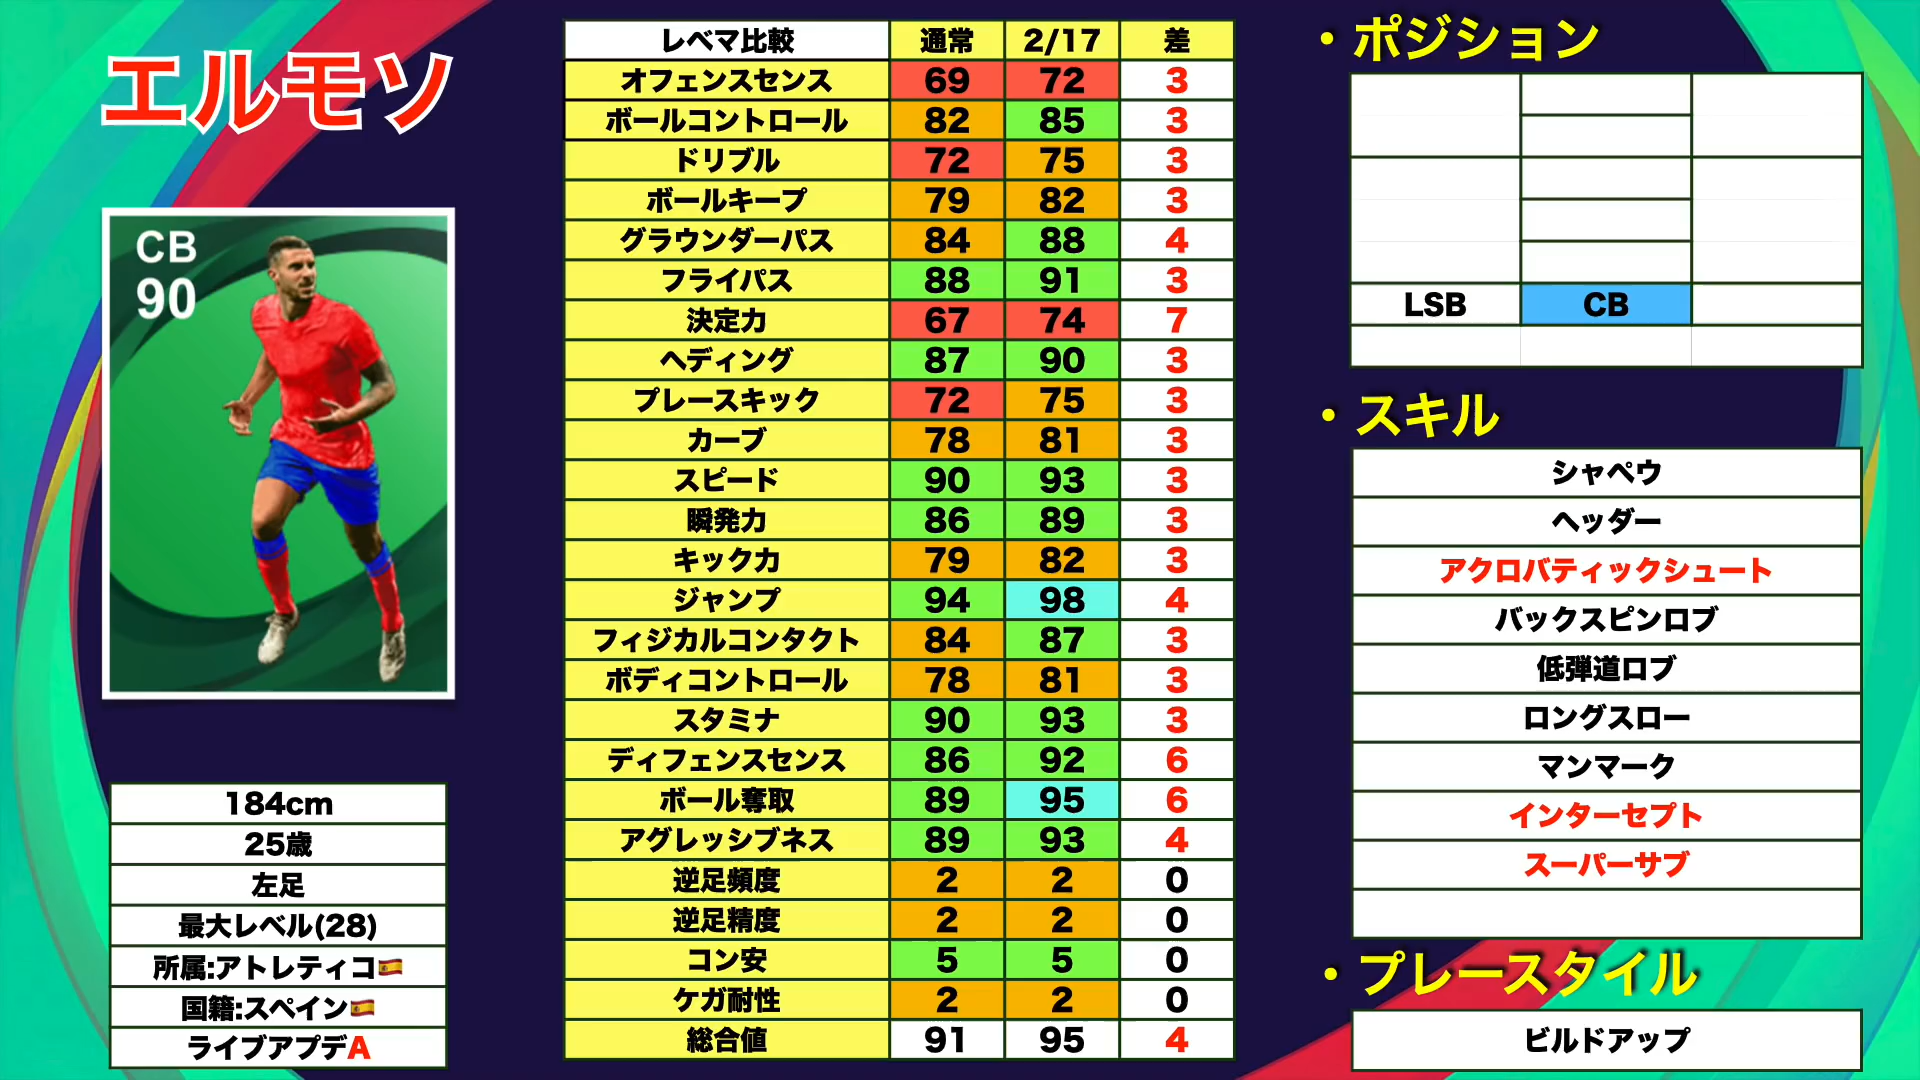 エルモソ
CB
90
184cm
25歳
左足
最大レベル(28)
所属:アトレティコ🇪🇸
国籍:スペイン🇪🇸
ライブアプデA
レベマ比較 通常 2/17 差
オフェンスセンス 69 72 3
ボールコントロール 82 85 3
ドリブル 72 75 3
ボールキープ 79 82 3
グラウンダーパス 84 88 4
フライパス 88 91 3
決定力 67 74 7
ヘディング 87 90 3
プレースキック 72 75 3
カーブ 78 81 3
スピード 90 93 3
瞬発力 86 89 3
キック力 79 82 3
ジャンプ 94 98 4
フィジカルコンタクト 84 87 3
ボディコントロール 78 81 3
スタミナ 90 93 3
ディフェンスセンス 86 92 6
ボール奪取 89 95 6
アグレッシブネス 89 93 4
逆足頻度 2 2 0
逆足精度 2 2 0
コン安 5 5 0
ケガ耐性 2 2 0
総合値 91 95 4
・ポジション
LSB CB
・スキル
シャペウ
ヘッダー
アクロバティックシュート
バックスピンロブ
低弾道ロブ
ロングスロー
マンマーク
インターセプト
スーパーサブ
・プレースタイル
ビルドアップ